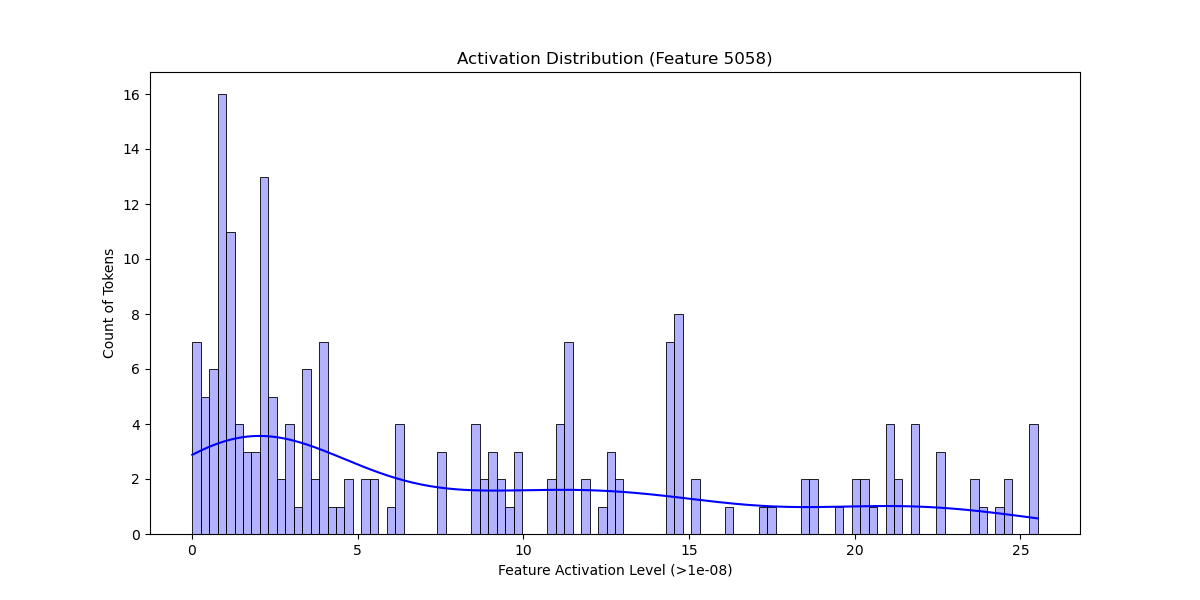 Activation Distribution (Feature 5058)
16
14
12
10
8
6
4
2
0
Count of Tokens
0 5 10 15 20 25
Feature Activation Level (>1e-08)